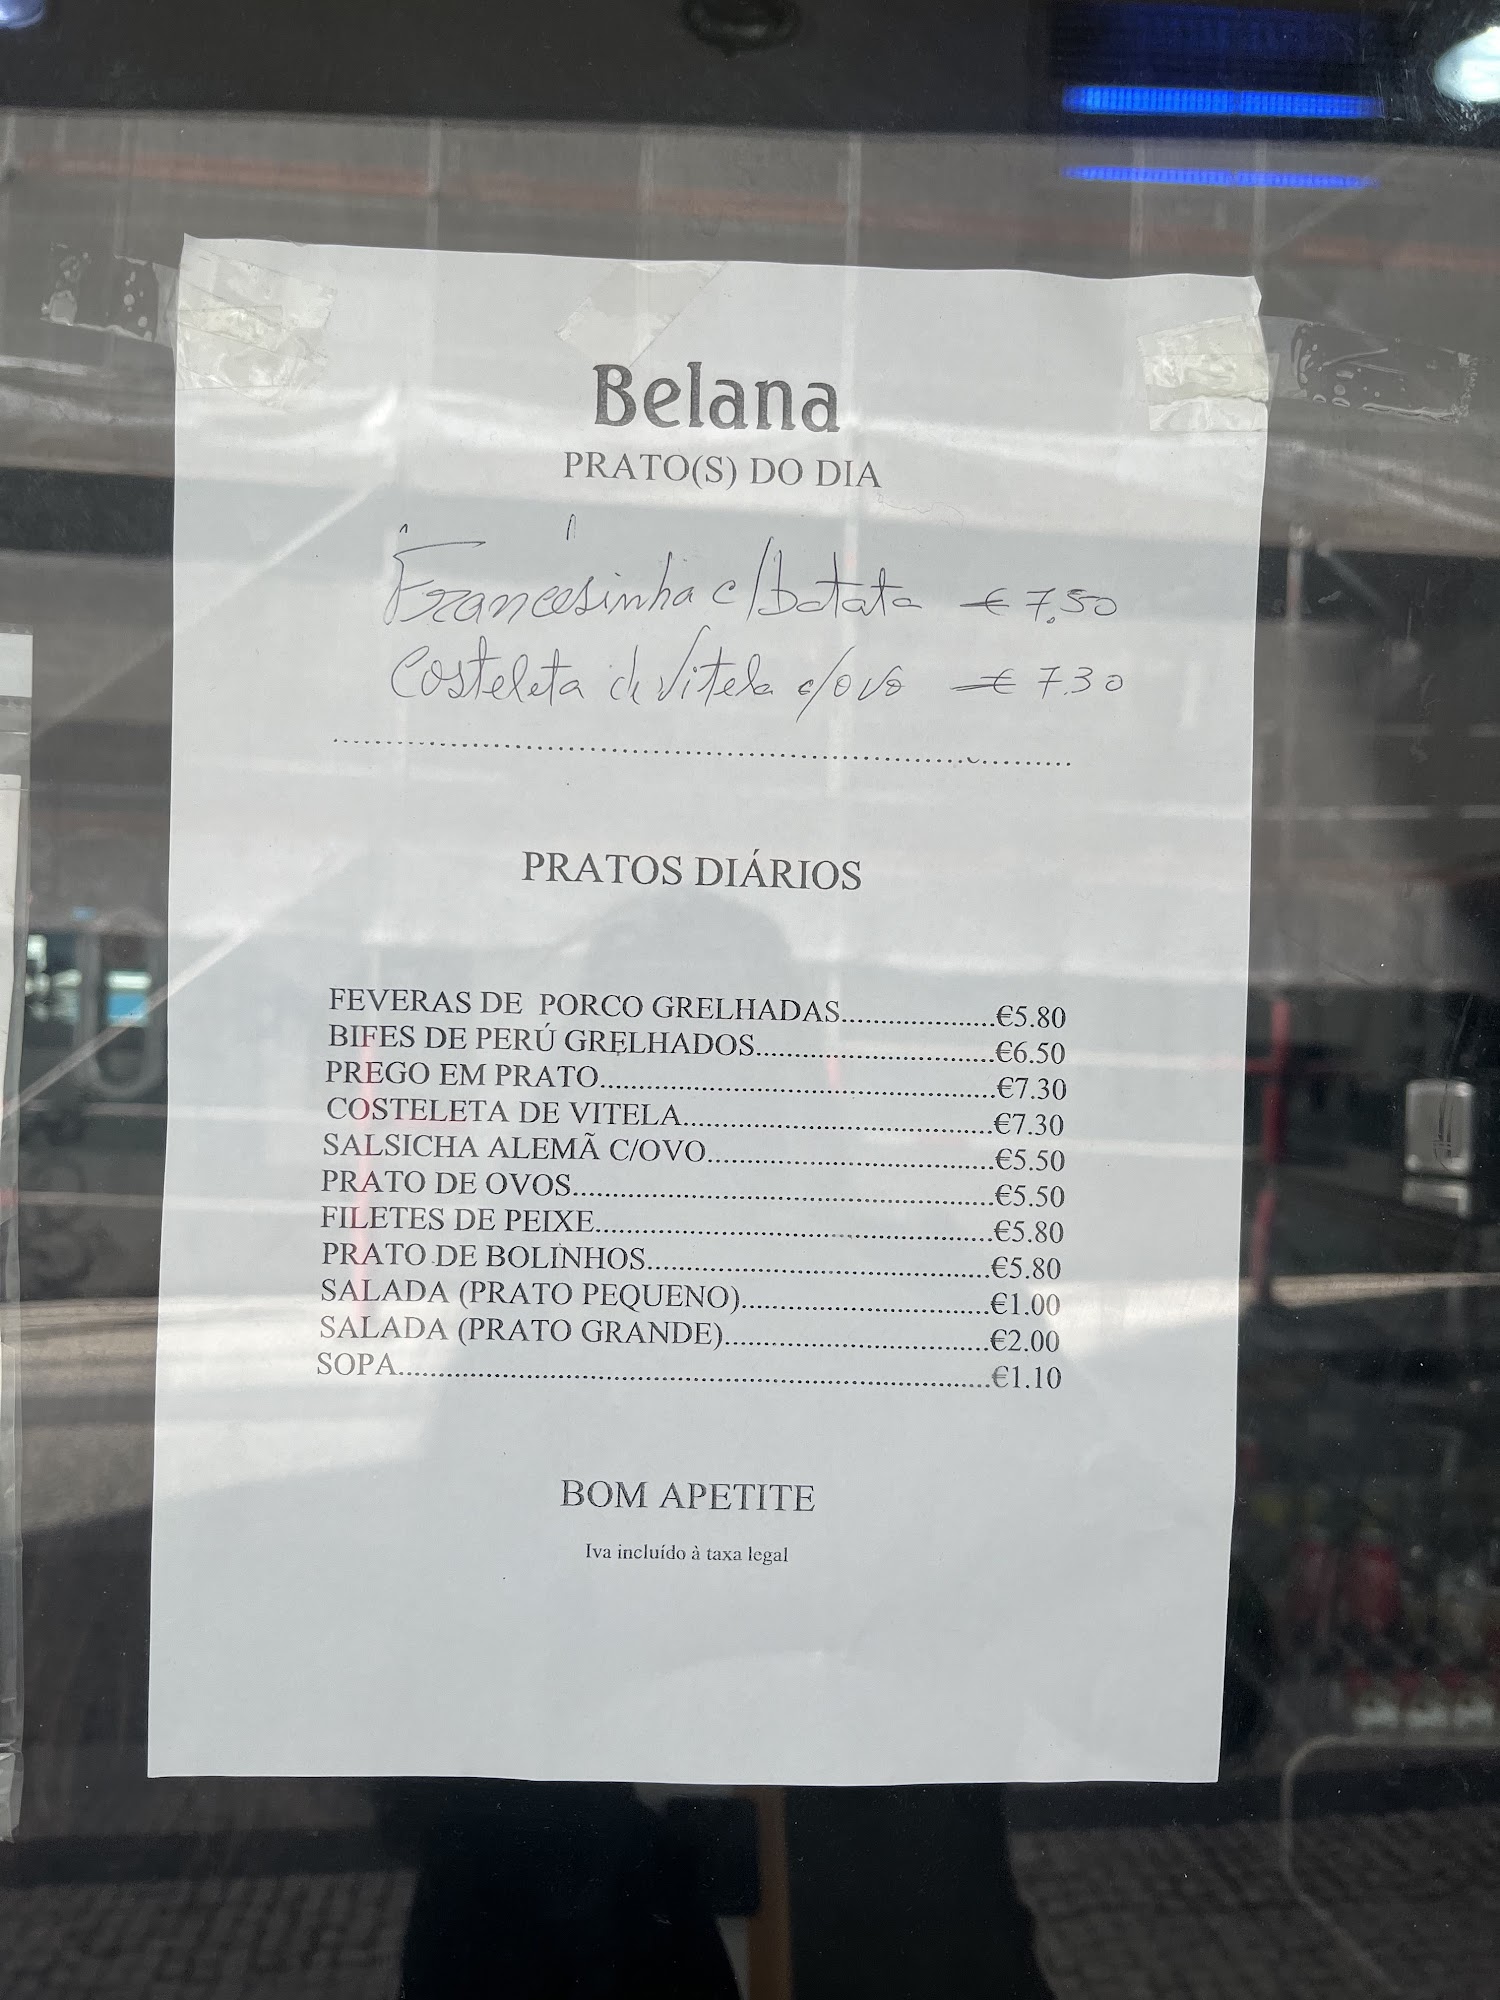 Belana
PRATO(S) DO DIA
Francesinha c/batata € 7,50
Costeleta de Vitela c/ovo € 7.30
PRATOS DIÁRIOS
FEVERAS DE PORCO GRELHADAS......................€5.80
BIFES DE PERÚ GRELHADOS..................................€6.50
PREGO EM PRATO........................................................€7.30
COSTELETA DE VITELA............................................€7.30
SALSICHA ALEMÃ C/OVO.........................................€5.50
PRATO DE OVOS............................................................€5.50
FILETES DE PEIXE.........................................................€5.80
PRATO DE BOLINHOS.................................................€5.80
SALADA (PRATO PEQUENO)...................................€1.00
SALADA (PRATO GRANDE)......................................€2.00
SOPA.....................................................................................€1.10
BOM APETITE
Iva incluído à taxa legal